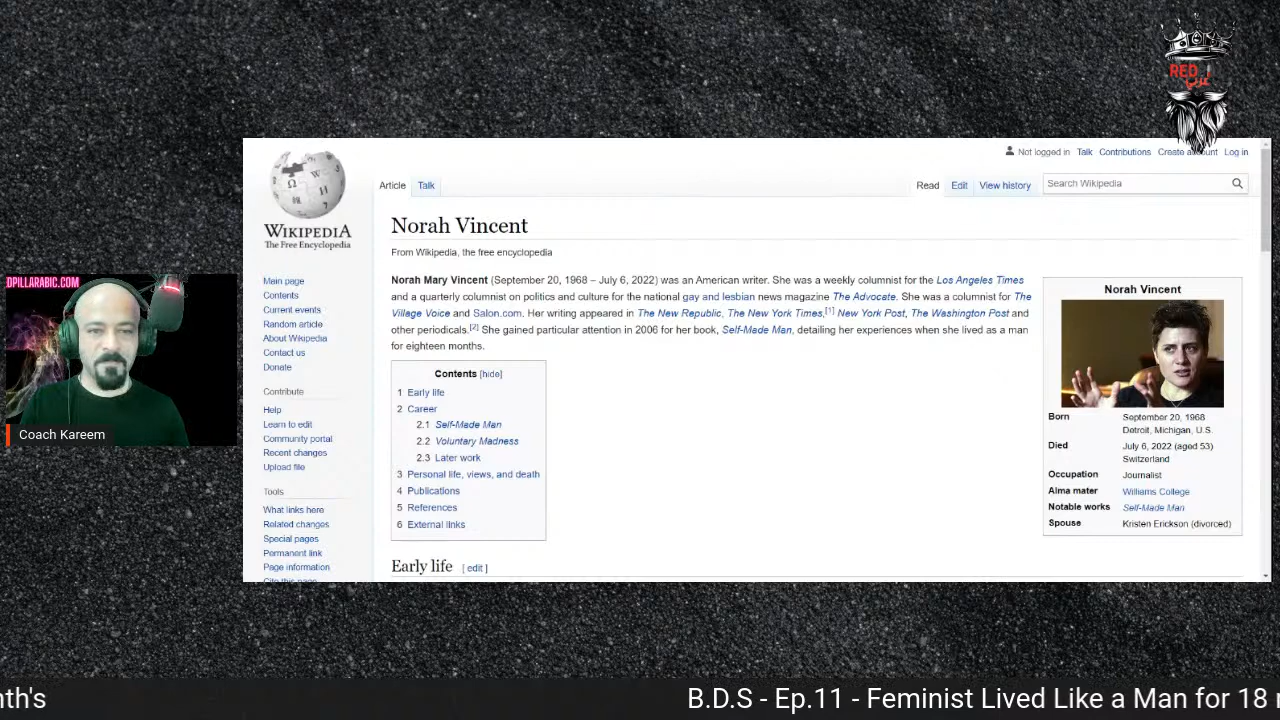 RED
DPILLARABIC.COM
Coach Kareem
WIKIPEDIA
The Free Encyclopedia
Main page
Contents
Current events
Random article
About Wikipedia
Contact us
Donate
Contribute
Help
Learn to edit
Community portal
Recent changes
Upload file
Tools
What links here
Related changes
Special pages
Permanent link
Page information
Cite this page
Not logged in Talk Contributions Create account Log in
Article Talk
Read Edit View history Search Wikipedia
Norah Vincent
From Wikipedia, the free encyclopedia
Norah Mary Vincent (September 20, 1968 – July 6, 2022) was an American writer. She was a weekly columnist for the Los Angeles Times
and a quarterly columnist on politics and culture for the national gay and lesbian news magazine The Advocate. She was a columnist for The
Village Voice and Salon.com. Her writing appeared in The New Republic, The New York Times,[1] New York Post, The Washington Post and
other periodicals.[2] She gained particular attention in 2006 for her book, Self-Made Man, detailing her experiences when she lived as a man
for eighteen months.
Contents [hide]
1 Early life
2 Career
2.1 Self-Made Man
2.2 Voluntary Madness
2.3 Later work
3 Personal life, views, and death
4 Publications
5 References
6 External links
Early life [ edit ]
Norah Vincent
Born September 20, 1968
Detroit, Michigan, U.S.
Died July 6, 2022 (aged 53)
Switzerland
Occupation Journalist
Alma mater Williams College
Notable works Self-Made Man
Spouse Kristen Erickson (divorced)
nth's B.D.S - Ep.11 - Feminist Lived Like a Man for 18